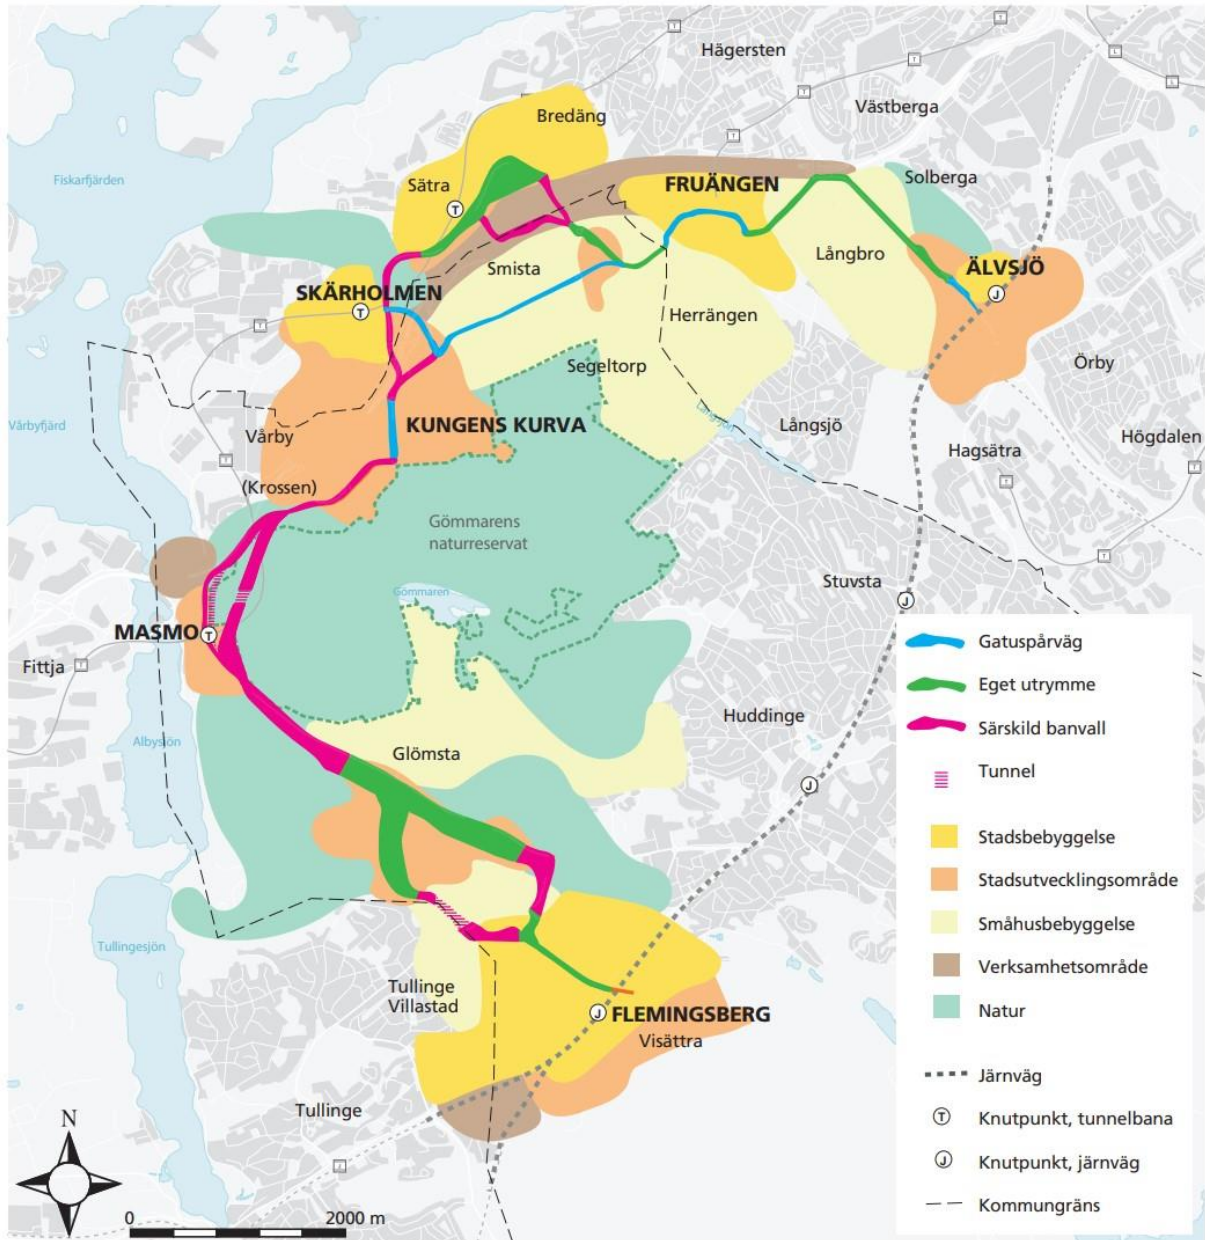 Hägersten
Västberga
Bredäng
Fiskarfjärden
Sätra
T
FRUÄNGEN
Solberga
Långbro
Smista
ÄLVSJÖ
J
SKÄRHOLMEN
T
Herrängen
Örby
Segeltorp
Långsjön
Vårbyfjärd
KUNGENS KURVA
Långsjö
Vårby
Högdalen
Hagsätra
(Krossen)
Gömmarens
naturreservat
Stuvsta
J
Gömmaren
MASMO
T
Fittja
Huddinge
Albysjön
Glömsta
J
Tullingesjön
Tullinge
Villastad
J
FLEMINGSBERG
Visättra
Tullinge
N
0
2000 m
Gatuspårväg
Eget utrymme
Särskild banvall
Tunnel
Stadsbebyggelse
Stadsutvecklingsområde
Småhusbebyggelse
Verksamhetsområde
Natur
Järnväg
T Knutpunkt, tunnelbana
J Knutpunkt, järnväg
Kommungräns